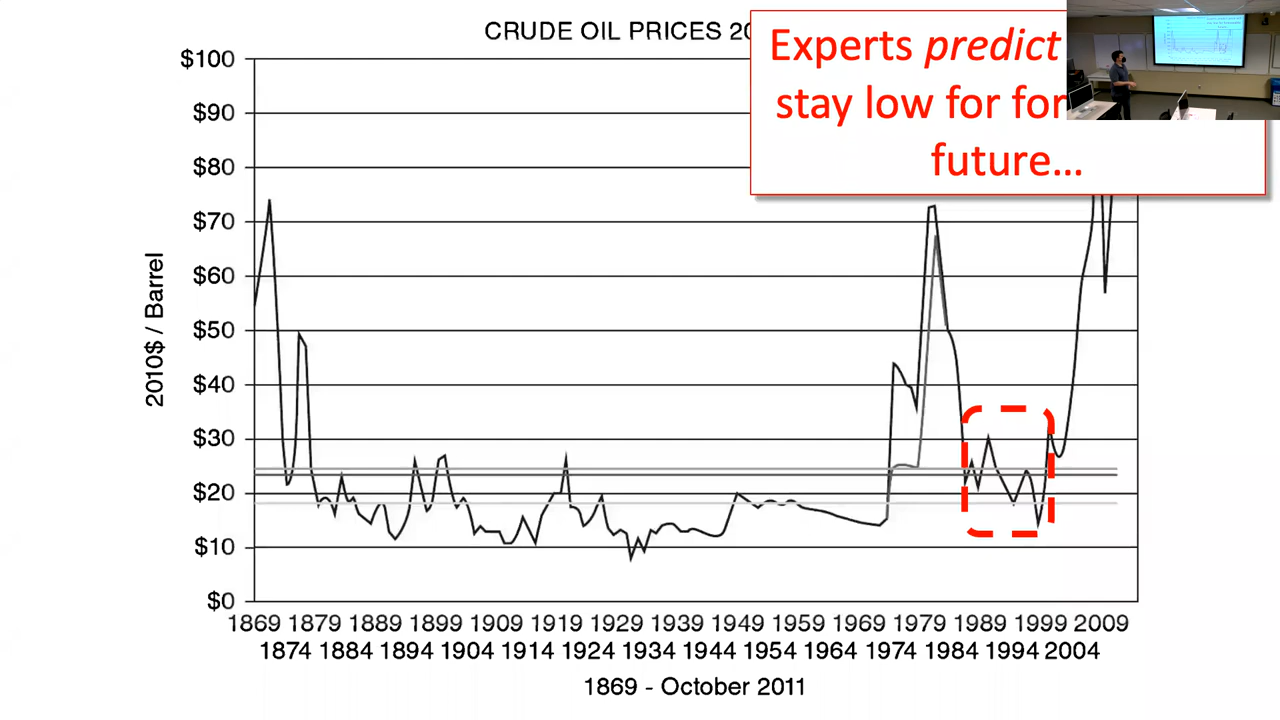 CRUDE OIL PRICES 20
Experts predict
stay low for for
future...
$100
$90
$80
$70
$60
$50
$40
$30
$20
$10
$0
2010$ / Barrel
1869 1879 1889 1899 1909 1919 1929 1939 1949 1959 1969 1979 1989 1999 2009
1874 1884 1894 1904 1914 1924 1934 1944 1954 1964 1974 1984 1994 2004
1869 - October 2011